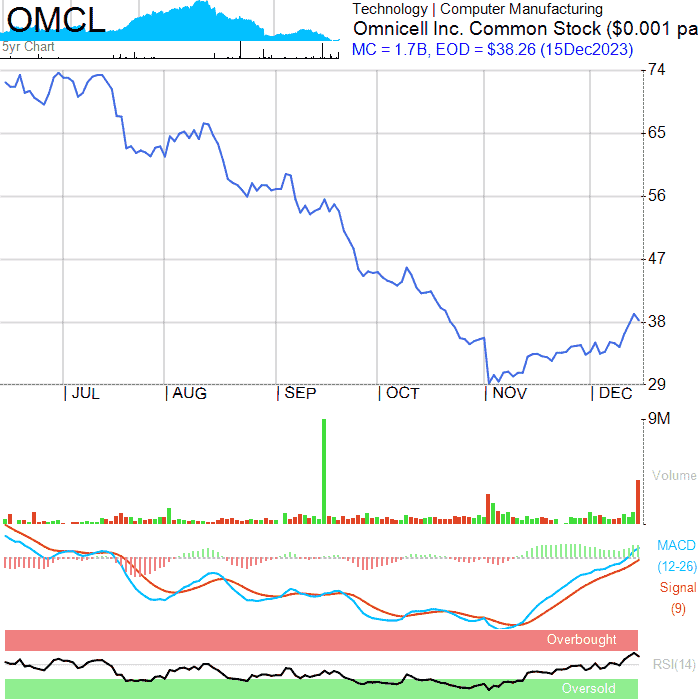 OMCL
5yr Chart
Technology | Computer Manufacturing
Omnicell Inc. Common Stock ($0.001 pa
MC = 1.7B, EOD = $38.26 (15Dec2023)
74
65
56
47
38
29
JUL AUG SEP OCT NOV DEC
9M
Volume
MACD
(12-26)
Signal
(9)
Overbought
RSI(14)
Oversold